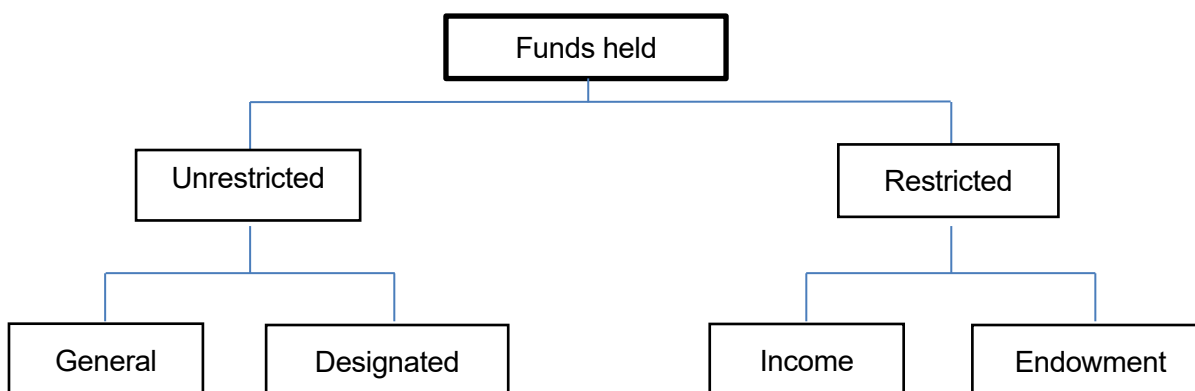 Funds held
Unrestricted
Restricted
General
Designated
Income
Endowment